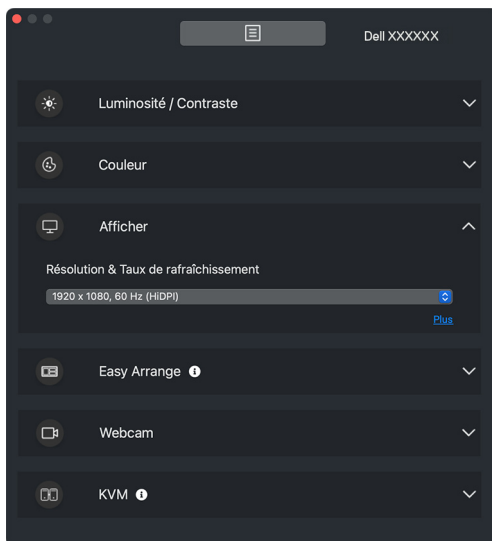 Dell XXXXXX
Luminosité / Contraste
Couleur
Afficher
Résolution & Taux de rafraîchissement
1920 x 1080, 60 Hz (HiDPI)
Plus
Easy Arrange
Webcam
KVM